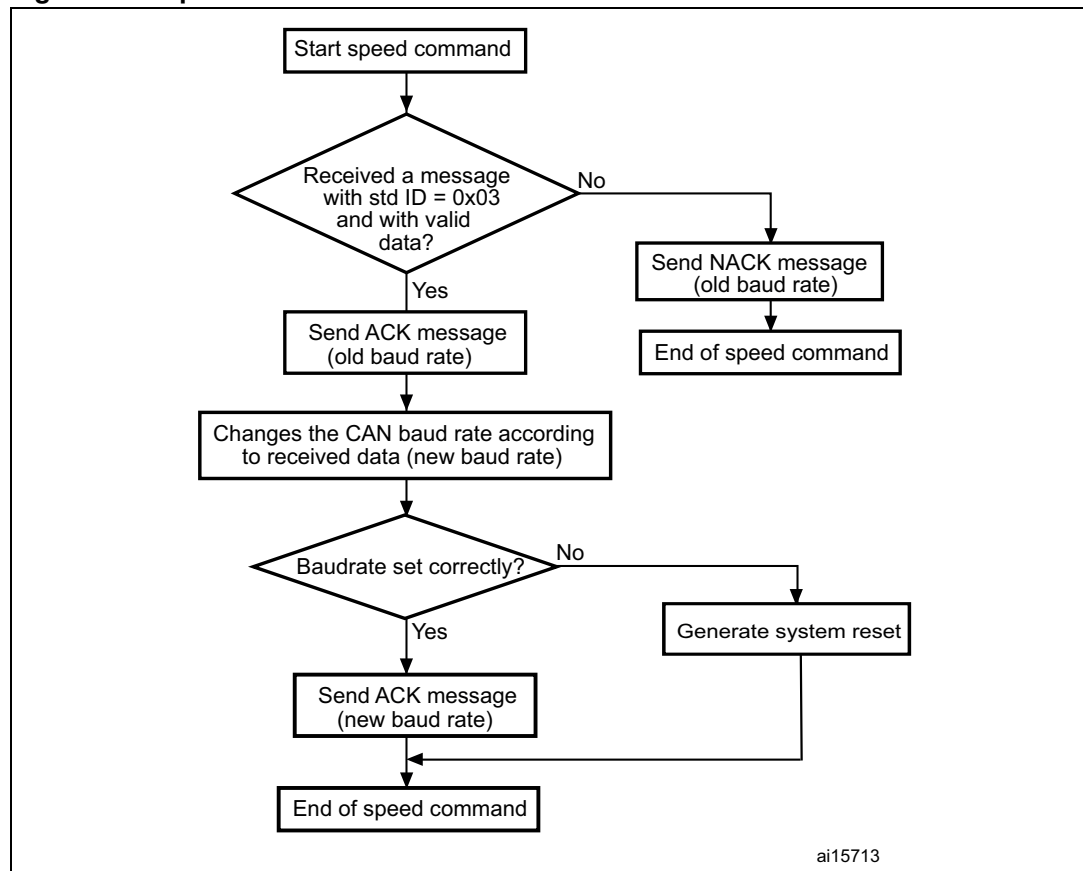 Start speed command
Received a message
with std ID = 0x03
and with valid
data?
No
Send NACK message
(old baud rate)
Yes
Send ACK message
(old baud rate)
End of speed command
Changes the CAN baud rate according
to received data (new baud rate)
Baudrate set correctly?
No
Yes
Generate system reset
Send ACK message
(new baud rate)
End of speed command
ai15713